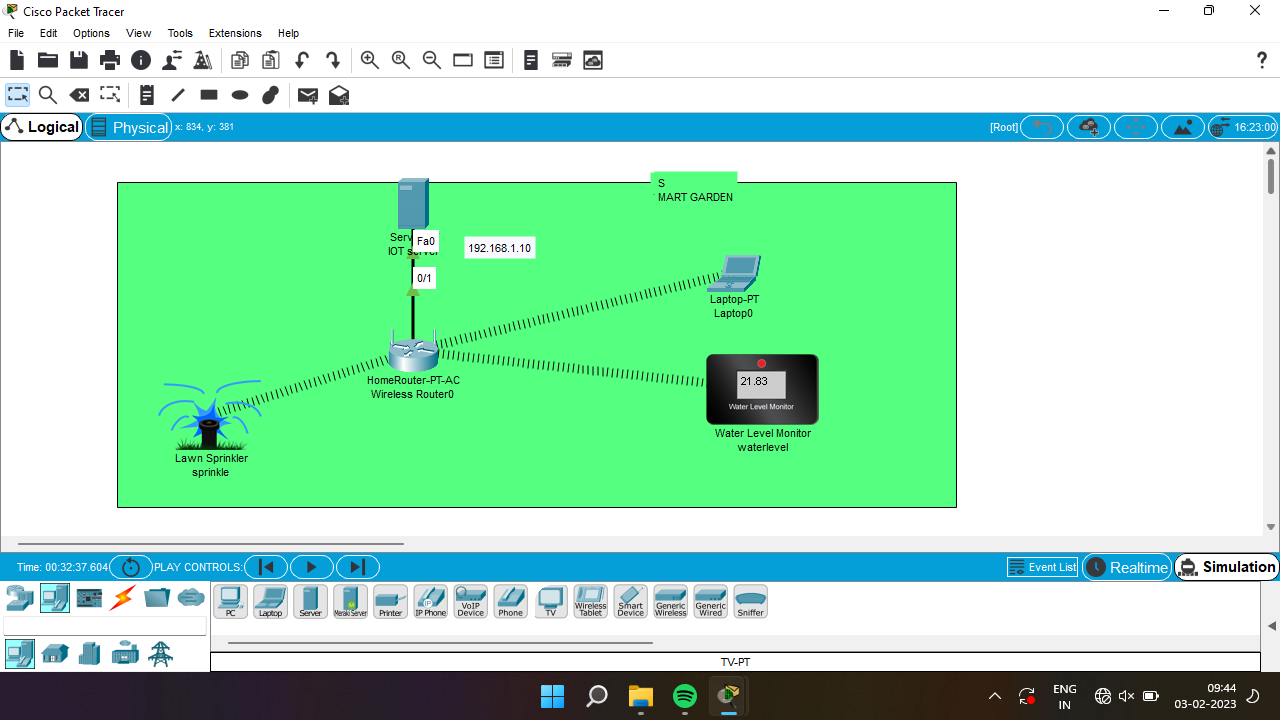 Cisco Packet Tracer
File Edit Options View Tools Extensions Help
Logical Physical x: 834, y: 381 [Root] 16:23:00
S
MART GARDEN
Serv
IOT server
Fa0
192.168.1.10
0/1
Laptop-PT
Laptop0
HomeRouter-PT-AC
Wireless Router0
21.83
Water Level Monitor
Water Level Monitor
waterlevel
Lawn Sprinkler
sprinkle
Time: 00:32:37.604 PLAY CONTROLS: Event List Realtime Simulation
PC Laptop Server Meraki Server Printer IP Phone VoIP Device Phone TV Wireless Tablet Smart Device Generic Wireless Generic Wired Sniffer
TV-PT
ENG
IN
09:44
03-02-2023